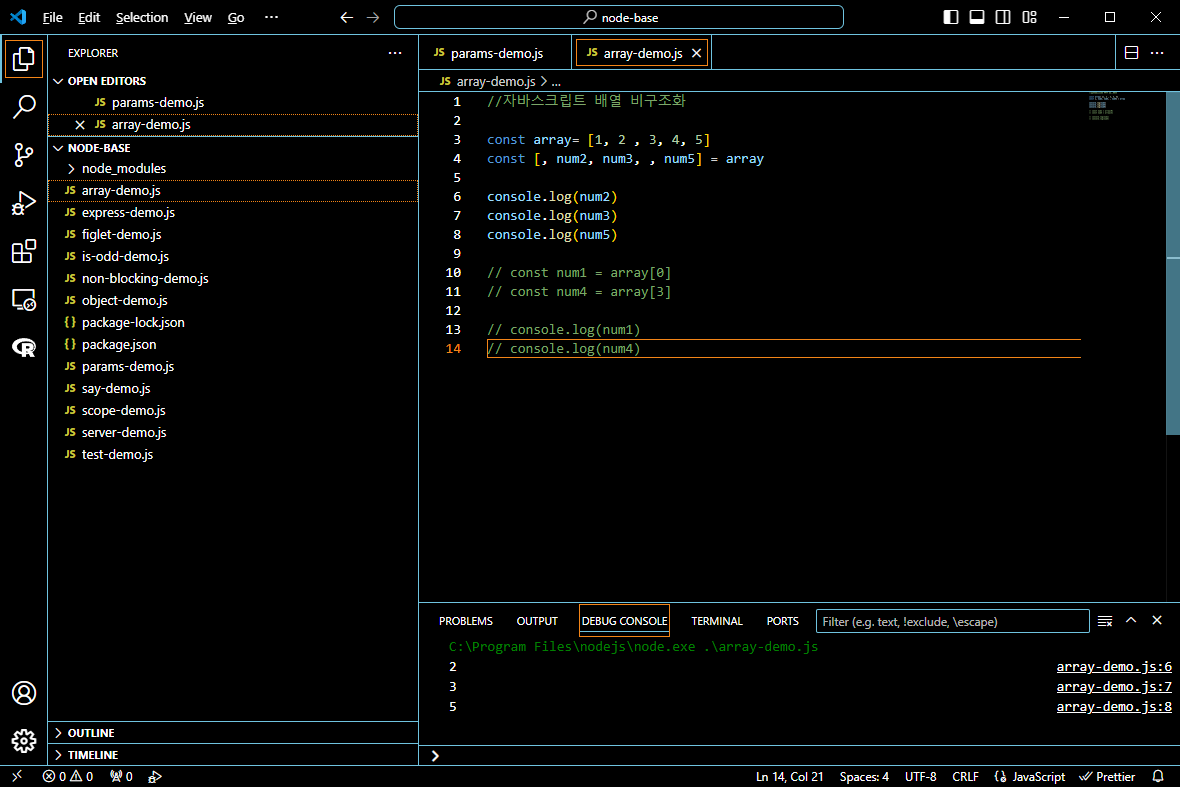 File Edit Selection View Go ··· node-base
EXPLORER ···
OPEN EDITORS
JS params-demo.js
JS array-demo.js
NODE-BASE
node_modules
JS array-demo.js
JS express-demo.js
JS figlet-demo.js
JS is-odd-demo.js
JS non-blocking-demo.js
JS object-demo.js
{} package-lock.json
{} package.json
JS params-demo.js
JS say-demo.js
JS scope-demo.js
JS server-demo.js
JS test-demo.js
OUTLINE
TIMELINE
JS params-demo.js JS array-demo.js ···
JS array-demo.js > ...
1 //자바스크립트 배열 비구조화
2
3 const array= [1, 2 , 3, 4, 5]
4 const [, num2, num3, , num5] = array
5
6 console.log(num2)
7 console.log(num3)
8 console.log(num5)
9
10 // const num1 = array[0]
11 // const num4 = array[3]
12
13 // console.log(num1)
14 // console.log(num4)
PROBLEMS OUTPUT DEBUG CONSOLE TERMINAL PORTS Filter (e.g. text, !exclude, \escape)
C:\Program Files\nodejs\node.exe .\array-demo.js
2 array-demo.js:6
3 array-demo.js:7
5 array-demo.js:8
>
0 0 0 Ln 14, Col 21 Spaces: 4 UTF-8 CRLF {} JavaScript Prettier